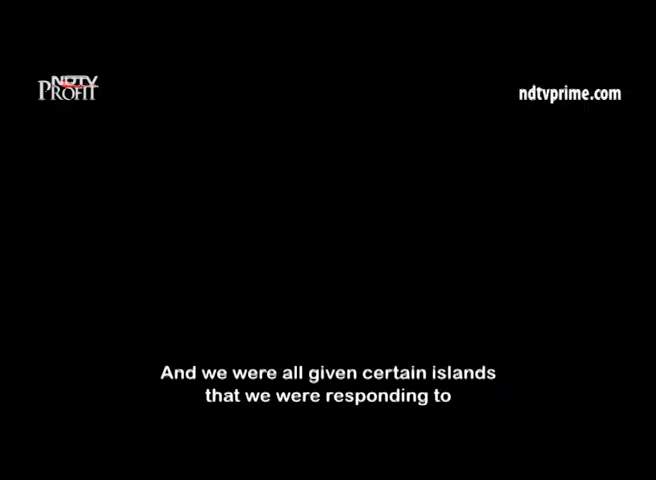 NDTV
PROFIT
ndtvprime.com
And we were all given certain islands
that we were responding to